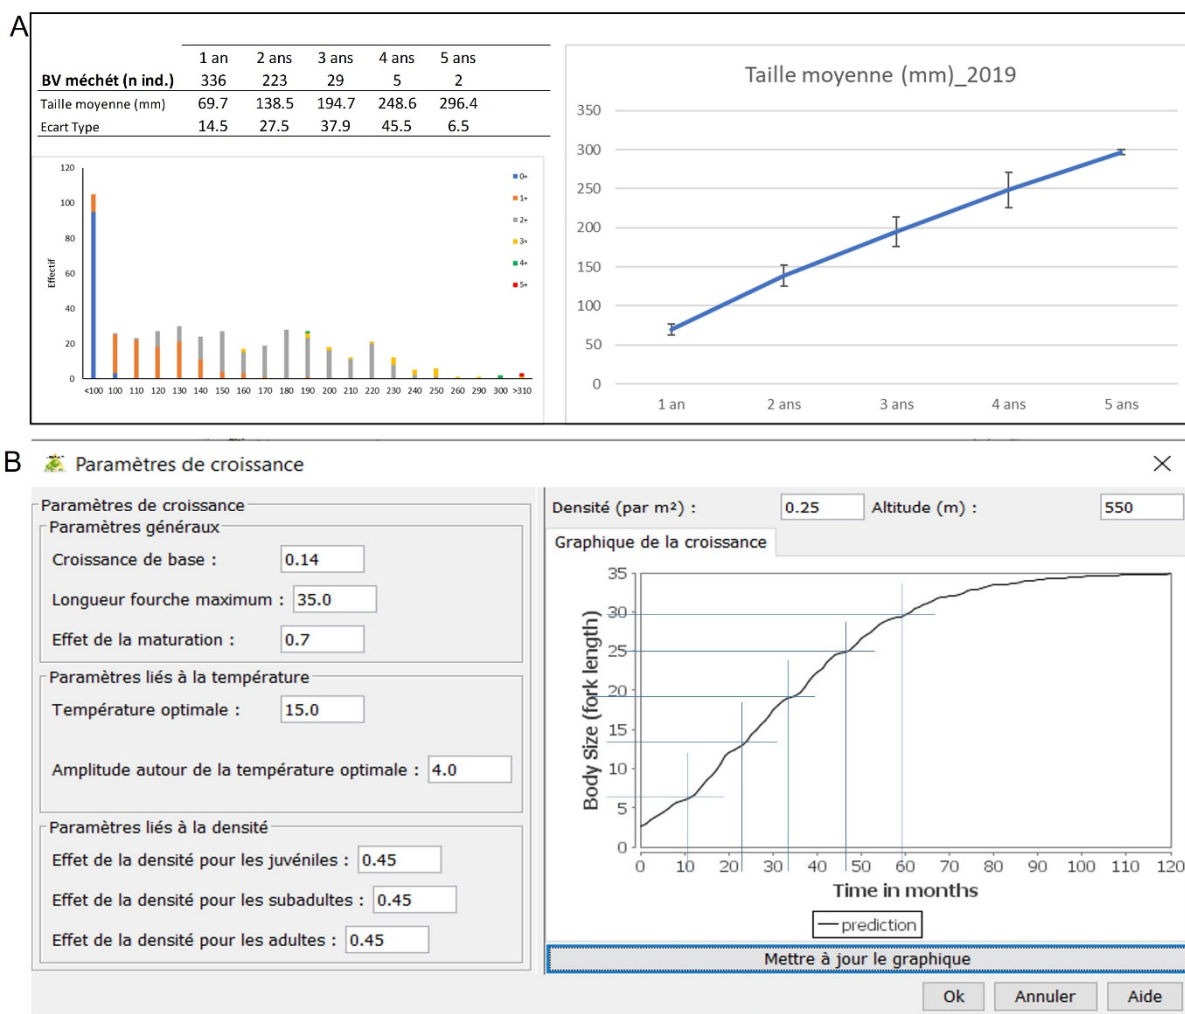 A
1 an 2 ans 3 ans 4 ans 5 ans
BV méchét (n ind.) 336 223 29 5 2
Taille moyenne (mm) 69.7 138.5 194.7 248.6 296.4
Ecart Type 14.5 27.5 37.9 45.5 6.5
120
100
80
60
40
20
0
Effectif
0+
1+
2+
3+
4+
5+
<100 100 110 120 130 140 150 160 170 180 190 200 210 220 230 240 250 260 290 300 >310
Taille moyenne (mm)_2019
350
300
250
200
150
100
50
0
1 an 2 ans 3 ans 4 ans 5 ans
B
Paramètres de croissance
Paramètres de croissance
Paramètres généraux
Croissance de base : 0.14
Longueur fourche maximum : 35.0
Effet de la maturation : 0.7
Paramètres liés à la température
Température optimale : 15.0
Amplitude autour de la température optimale : 4.0
Paramètres liés à la densité
Effet de la densité pour les juvéniles : 0.45
Effet de la densité pour les subadultes : 0.45
Effet de la densité pour les adultes : 0.45
Densité (par m²) : 0.25 Altitude (m) : 550
Graphique de la croissance
35
30
25
20
15
10
5
0
Body Size (fork length)
0 10 20 30 40 50 60 70 80 90 100 110 120
Time in months
prediction
Mettre à jour le graphique
Ok Annuler Aide